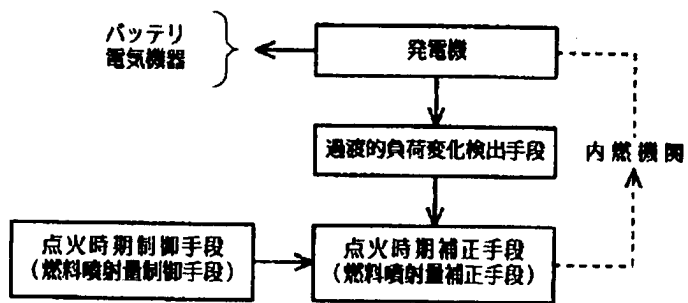 バッテリ
電気機器
発電機
過渡的負荷変化検出手段
内燃機関
点火時期制御手段
(燃料噴射量制御手段)
点火時期補正手段
(燃料噴射量補正手段)